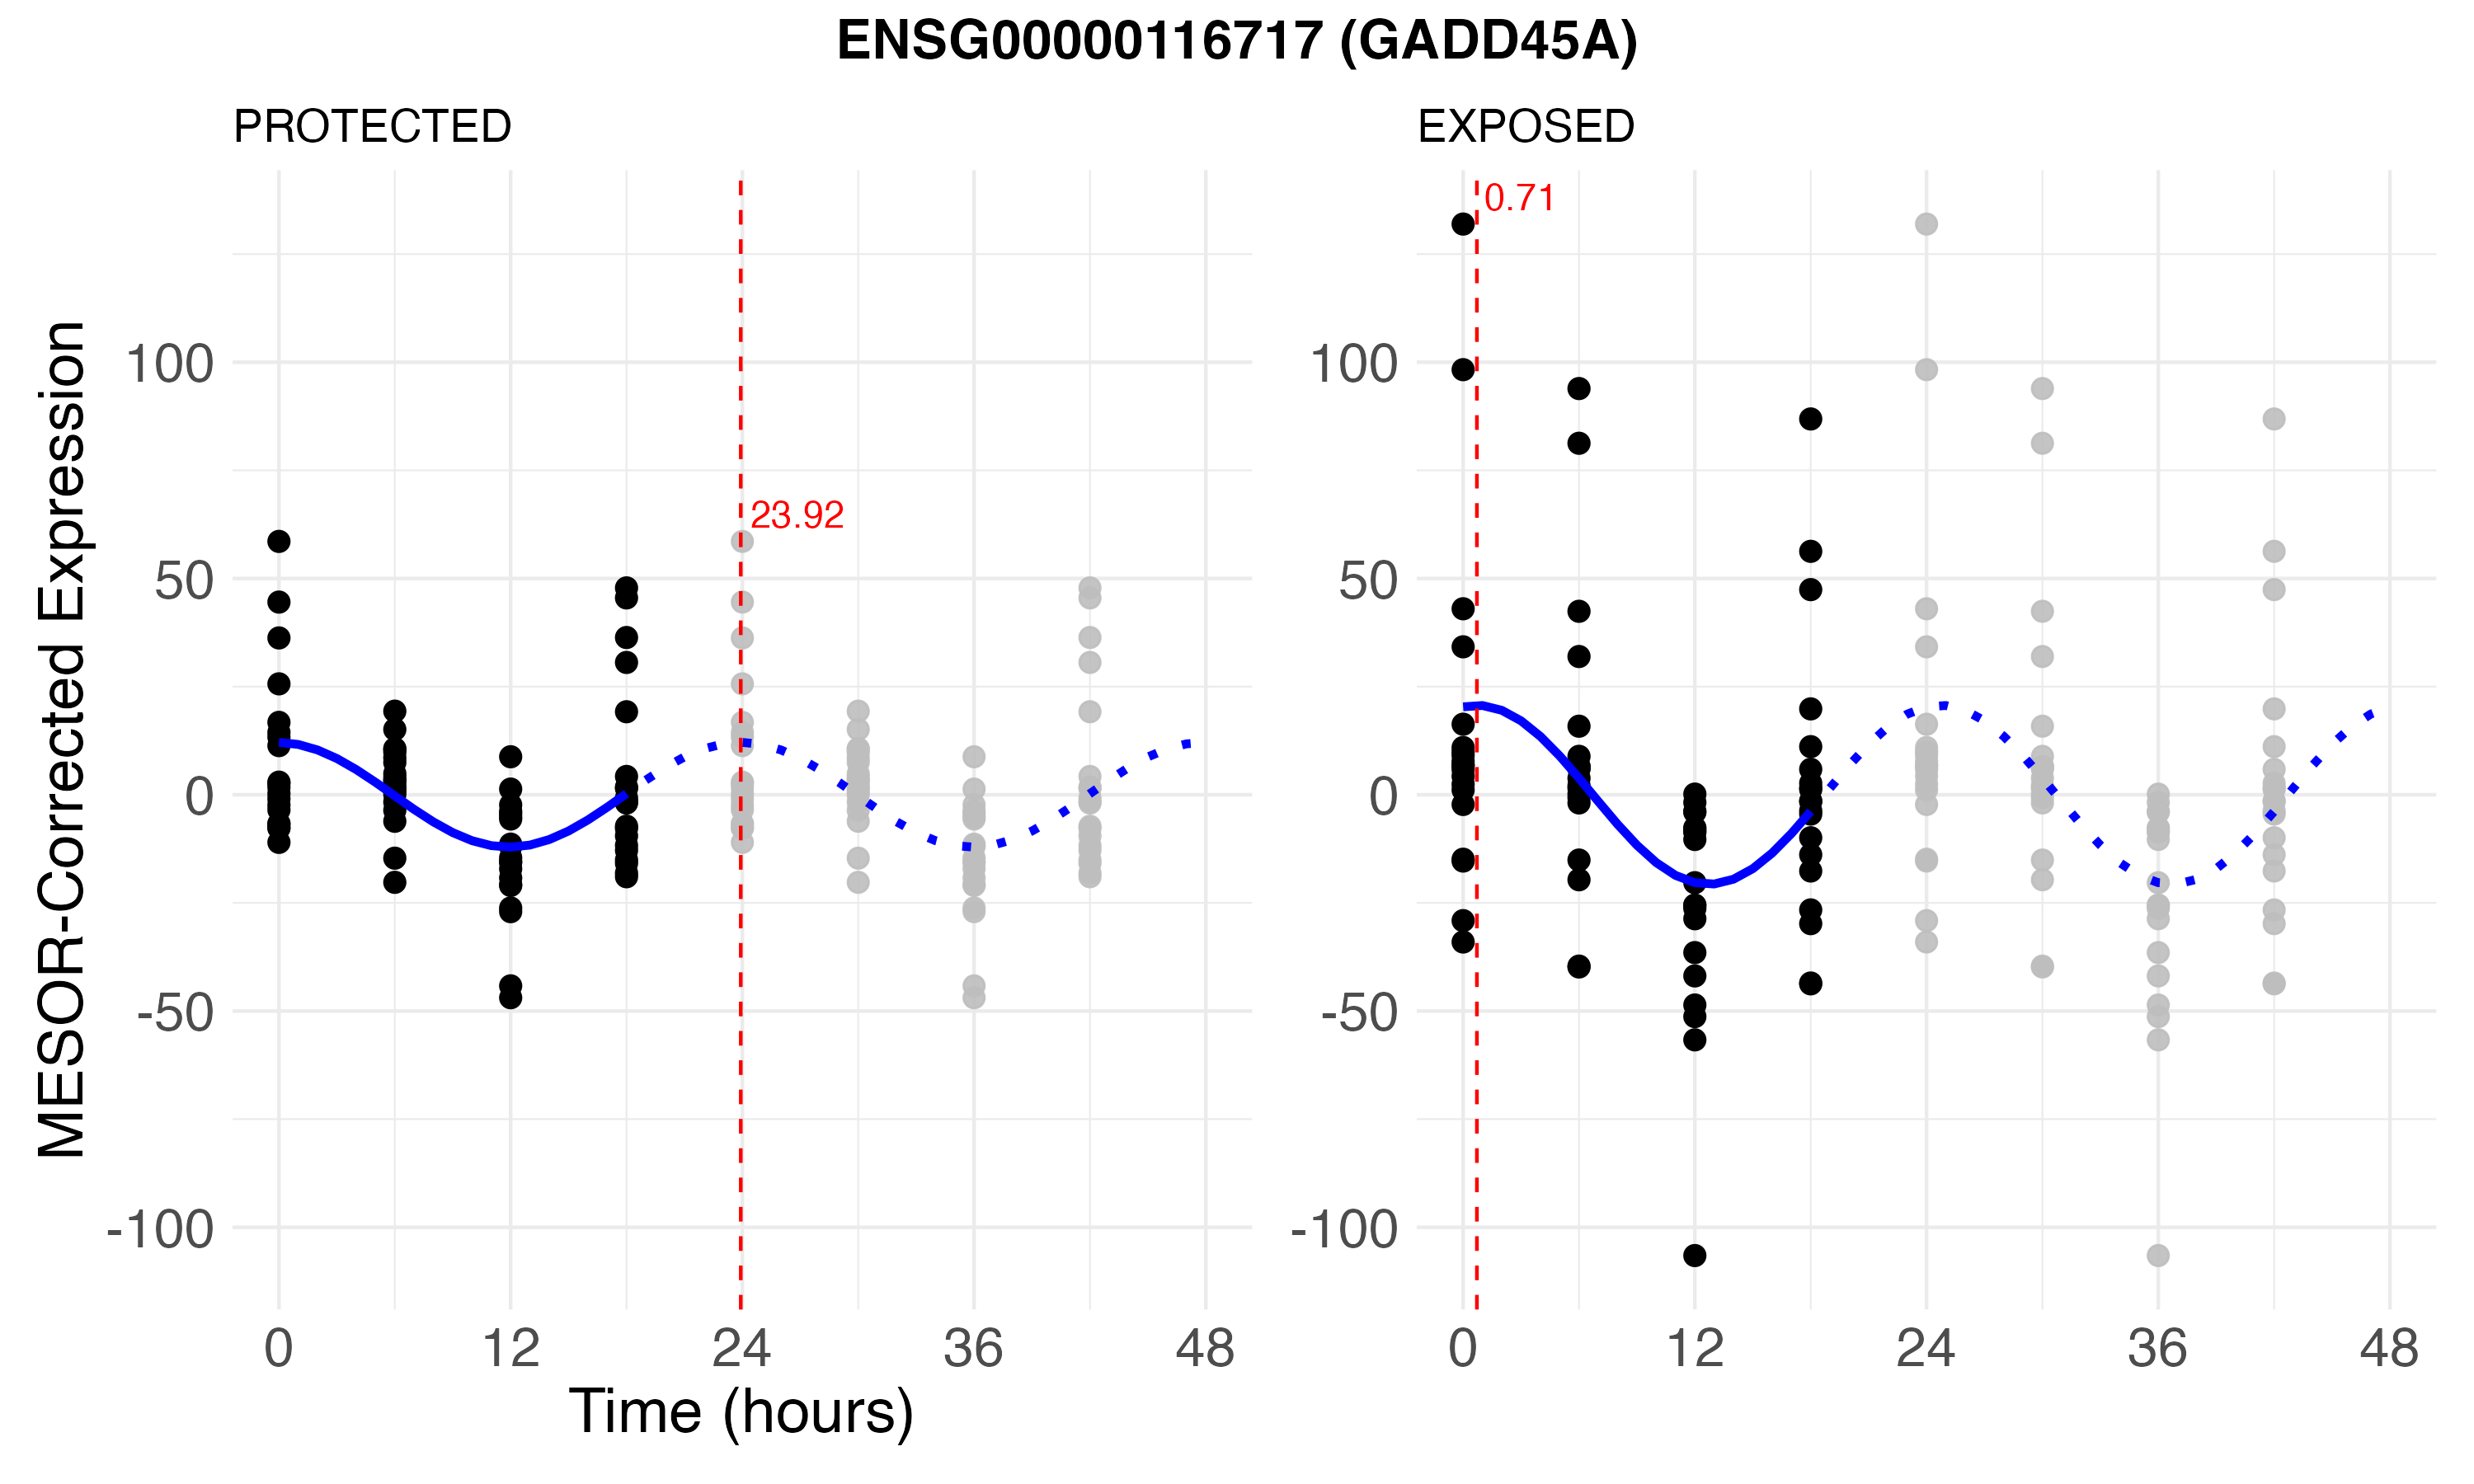 ENSG00000116717 (GADD45A)
PROTECTED
EXPOSED
MESOR-Corrected Expression
100
50
0
-50
-100
23.92
0 12 24 36 48
Time (hours)
100
50
0
-50
-100
0.71
0 12 24 36 48